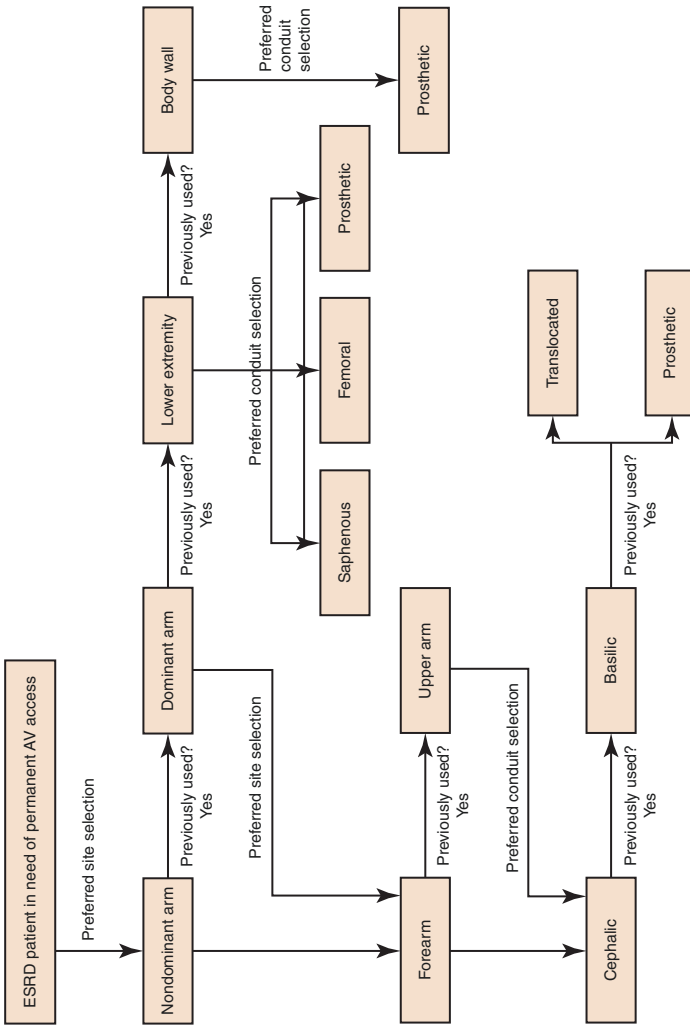 ESRD patient in need of permanent AV access
Preferred site selection
Nondominant arm
Previously used?
Yes
Dominant arm
Previously used?
Yes
Lower extremity
Previously used?
Yes
Body wall
Preferred site selection
Preferred conduit selection
Preferred
conduit
selection
Saphenous
Femoral
Prosthetic
Prosthetic
Forearm
Previously used?
Yes
Upper arm
Preferred conduit selection
Cephalic
Previously used?
Yes
Basilic
Previously used?
Yes
Translocated
Prosthetic